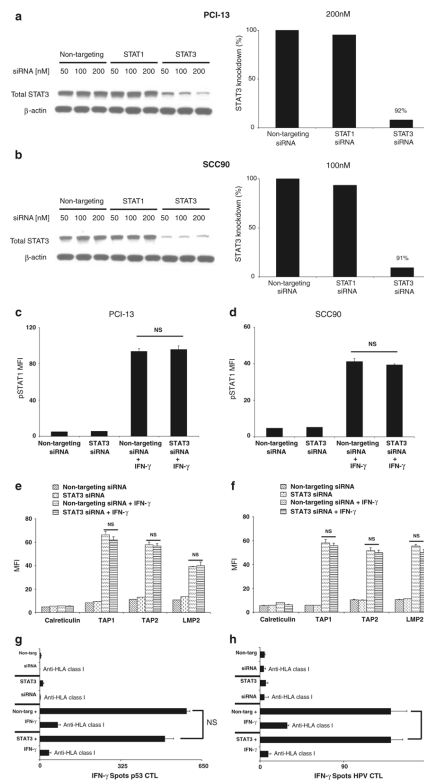 a
PCI-13
Non-targeting STAT1 STAT3
siRNA [nM] 50 100 200 50 100 200 50 100 200
Total STAT3
β-actin
200nM
STAT3 knockdown (%)
100
75
50
25
0
92%
Non-targeting siRNA
STAT1 siRNA
STAT3 siRNA
b
SCC90
Non-targeting STAT1 STAT3
siRNA [nM] 50 100 200 50 100 200 50 100 200
Total STAT3
β-actin
100nM
STAT3 knockdown (%)
100
75
50
25
0
91%
Non-targeting siRNA
STAT1 siRNA
STAT3 siRNA
c
PCI-13
pSTAT1 MFI
120
80
40
0
NS
Non-targeting siRNA
STAT3 siRNA
Non-targeting siRNA + IFN-γ
STAT3 siRNA + IFN-γ
d
SCC90
pSTAT1 MFI
60
40
20
0
NS
Non-targeting siRNA
STAT3 siRNA
Non-targeting siRNA + IFN-γ
STAT3 siRNA + IFN-γ
e
Non-targeting siRNA
STAT3 siRNA
Non-targeting siRNA + IFN-γ
STAT3 siRNA + IFN-γ
MFI
80
60
40
20
0
NS
NS
NS
Calreticulin TAP1 TAP2 LMP2
f
Non-targeting siRNA
STAT3 siRNA
Non-targeting siRNA + IFN-γ
STAT3 siRNA + IFN-γ
MFI
80
60
40
20
0
NS
NS
NS
Calreticulin TAP1 TAP2 LMP2
g
Non-targ
siRNA Anti-HLA class I
STAT3
siRNA Anti-HLA class I
Non-targ +
IFN-γ Anti-HLA class I
STAT3 +
IFN-γ Anti-HLA class I
NS
0 325 650
IFN-γ Spots p53 CTL
h
Non-targ
siRNA Anti-HLA class I
STAT3
siRNA Anti-HLA class I
Non-targ +
IFN-γ Anti-HLA class I
STAT3 +
IFN-γ Anti-HLA class I
0 90
IFN-γ Spots HPV CTL